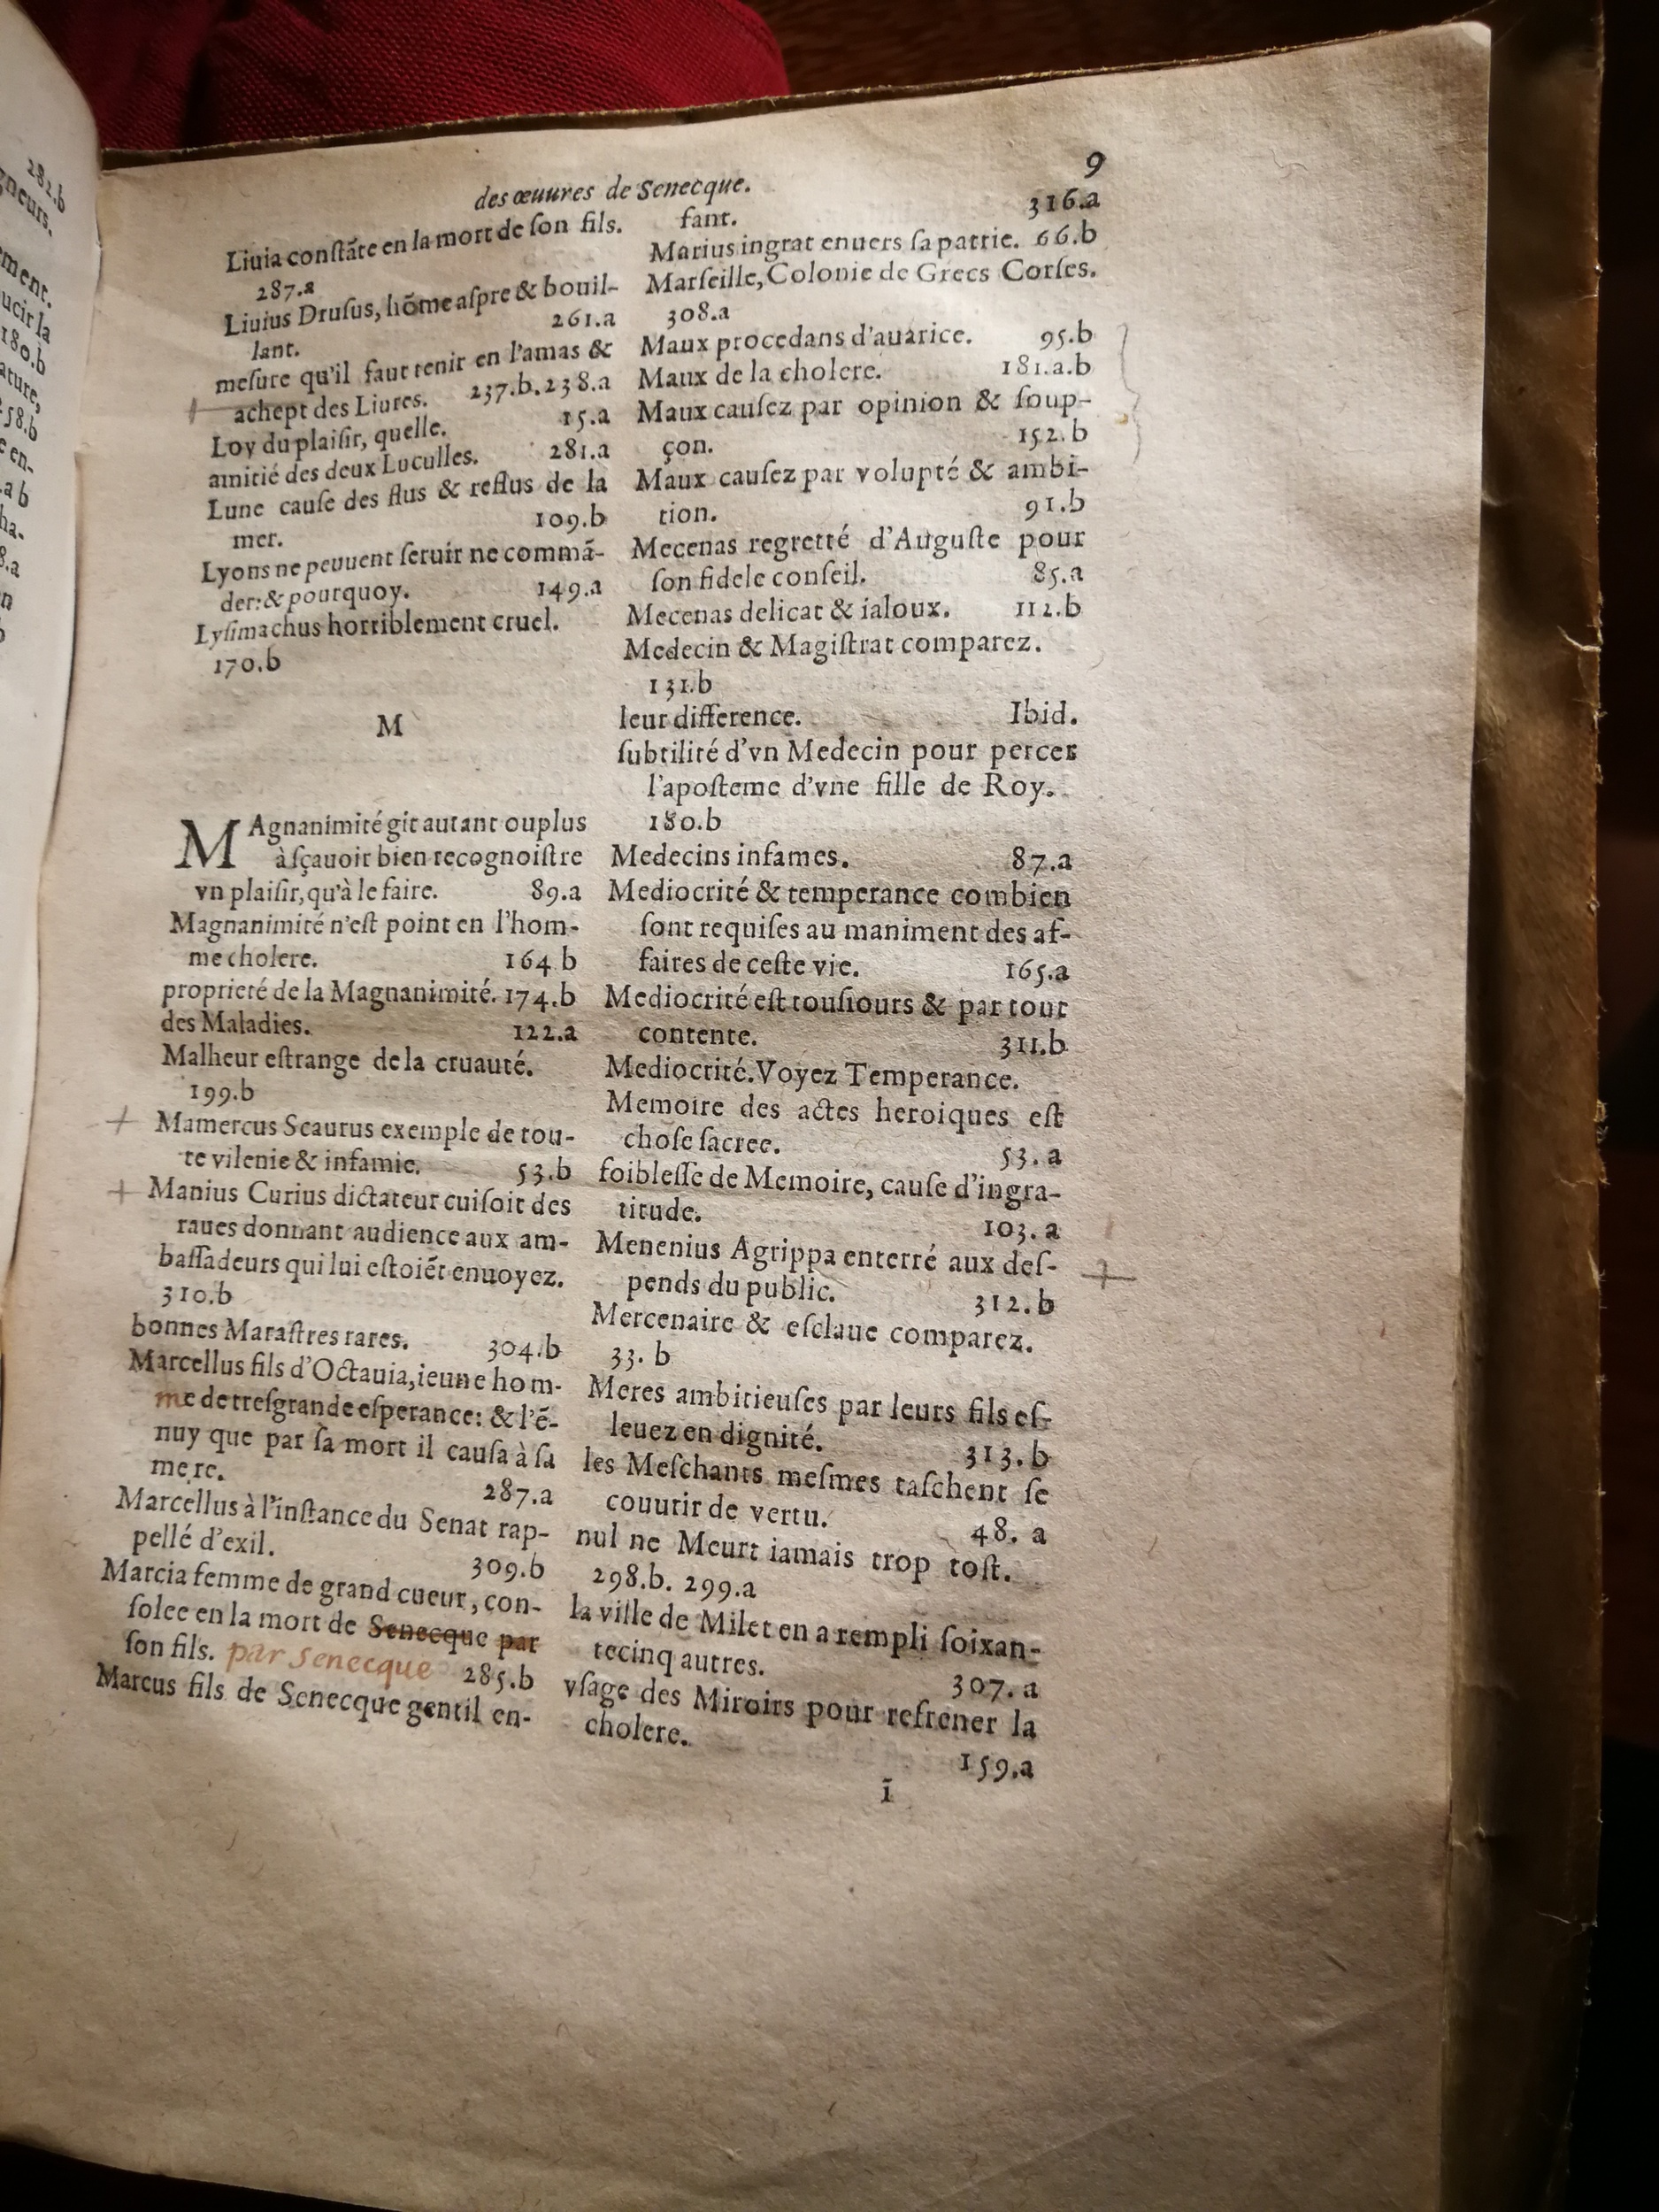 282.b
gneurs.
ment.
ucir la
180.b
ature,
58.b
e en-
.a b
ha-
8.a
9
des œuures de Senecque.
Liuia constãte en la mort de ſon fils.
287.a
Liuius Druſus, hõme aſpre & bouil-
lant. 261.a
meſure qu'il faut tenir en l'amas &
achept des Liures. 237.b.238.a
Loy du plaiſir, quelle. 15.a
amitié des deux Luculles. 281.a
Lune cauſe des flus & reflus de la
mer. 109.b
Lyons ne peuuent ſeruir ne commã-
der: & pourquoy. 149.a
Lyſimachus horriblement cruel.
170.b
M
MAgnanimité git autant ou plus
à ſçauoir bien recognoiſtre
vn plaiſir, qu'à le faire. 89.a
Magnanimité n'eſt point en l'hom-
me cholere. 164 b
proprieté de la Magnanimité. 174.b
des Maladies. 122.a
Malheur eſtrange de la cruauté.
199.b
+ Mamercus Scaurus exemple de tou-
te vilenie & infamie. 53.b
+ Manius Curius dictateur cuiſoit des
raues donnant audience aux am-
baſſadeurs qui lui eſtoiẽt enuoyez.
310.b
bonnes Maraſtres rares. 304.b
Marcellus fils d'Octauia, ieune hom-
me de treſgrande eſperance: & l'ẽ-
nuy que par ſa mort il cauſa à ſa
mere. 287.a
Marcellus à l'inſtance du Senat rap-
pellé d'exil. 309.b
Marcia femme de grand cueur, con-
ſolee en la mort de Senecque par
ſon fils. par Senecque 285.b
Marcus fils de Senecque gentil en-
fant. 316.a
Marius ingrat enuers ſa patrie. 66.b
Marſeille, Colonie de Grecs Corſes.
308.a
Maux procedans d'auarice. 95.b
Maux de la cholere. 181.a.b
Maux cauſez par opinion & ſoup-
çon. 152.b
Maux cauſez par volupté & ambi-
tion. 91.b
Mecenas regretté d'Auguſte pour
ſon fidele conſeil. 85.a
Mecenas delicat & ialoux. 112.b
Medecin & Magiſtrat comparez.
131.b
leur difference. Ibid.
ſubtilité d'vn Medecin pour percer
l'apoſteme d'vne fille de Roy.
180.b
Medecins infames. 87.a
Mediocrité & temperance combien
ſont requiſes au maniment des af-
faires de ceſte vie. 165.a
Mediocrité eſt touſiours & par tout
contente. 311.b
Mediocrité. Voyez Temperance.
Memoire des actes heroiques eſt
choſe ſacree. 53. a
foibleſſe de Memoire, cauſe d'ingra-
titude. 103. a
Menenius Agrippa enterré aux deſ- +
pends du public. 312. b
Mercenaire & eſclaue comparez.
33. b
Meres ambitieuſes par leurs fils eſ-
leuez en dignité. 313. b
les Meſchants meſmes taſchent ſe
couurir de vertu. 48. a
nul ne Meurt iamais trop toſt.
298.b. 299.a
la ville de Milet en a rempli ſoixan-
tecinq autres. 307. a
vſage des Miroirs pour refrener la
cholere. 159.a
ĩ